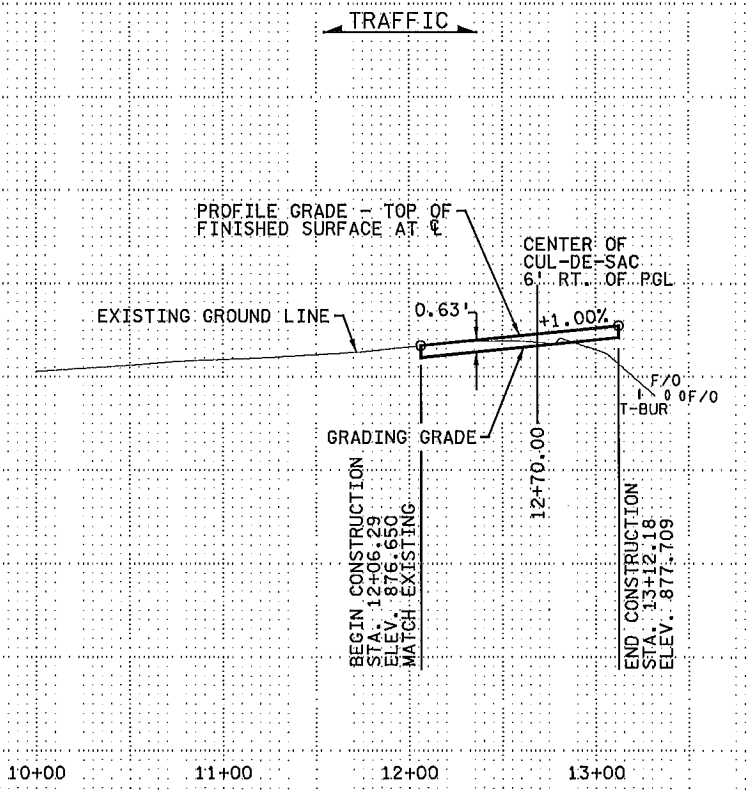 TRAFFIC
PROFILE GRADE - TOP OF
FINISHED SURFACE AT ℄
CENTER OF
CUL-DE-SAC
6' RT. OF PGL
0.63'
+1.00%
EXISTING GROUND LINE
F/O
F/O
T-BUR
GRADING GRADE
12+70.00
BEGIN CONSTRUCTION
STA. 12+06.29
ELEV. 876.650
MATCH EXISTING
END CONSTRUCTION
STA. 13+12.18
ELEV. 877.709
10+00 11+00 12+00 13+00